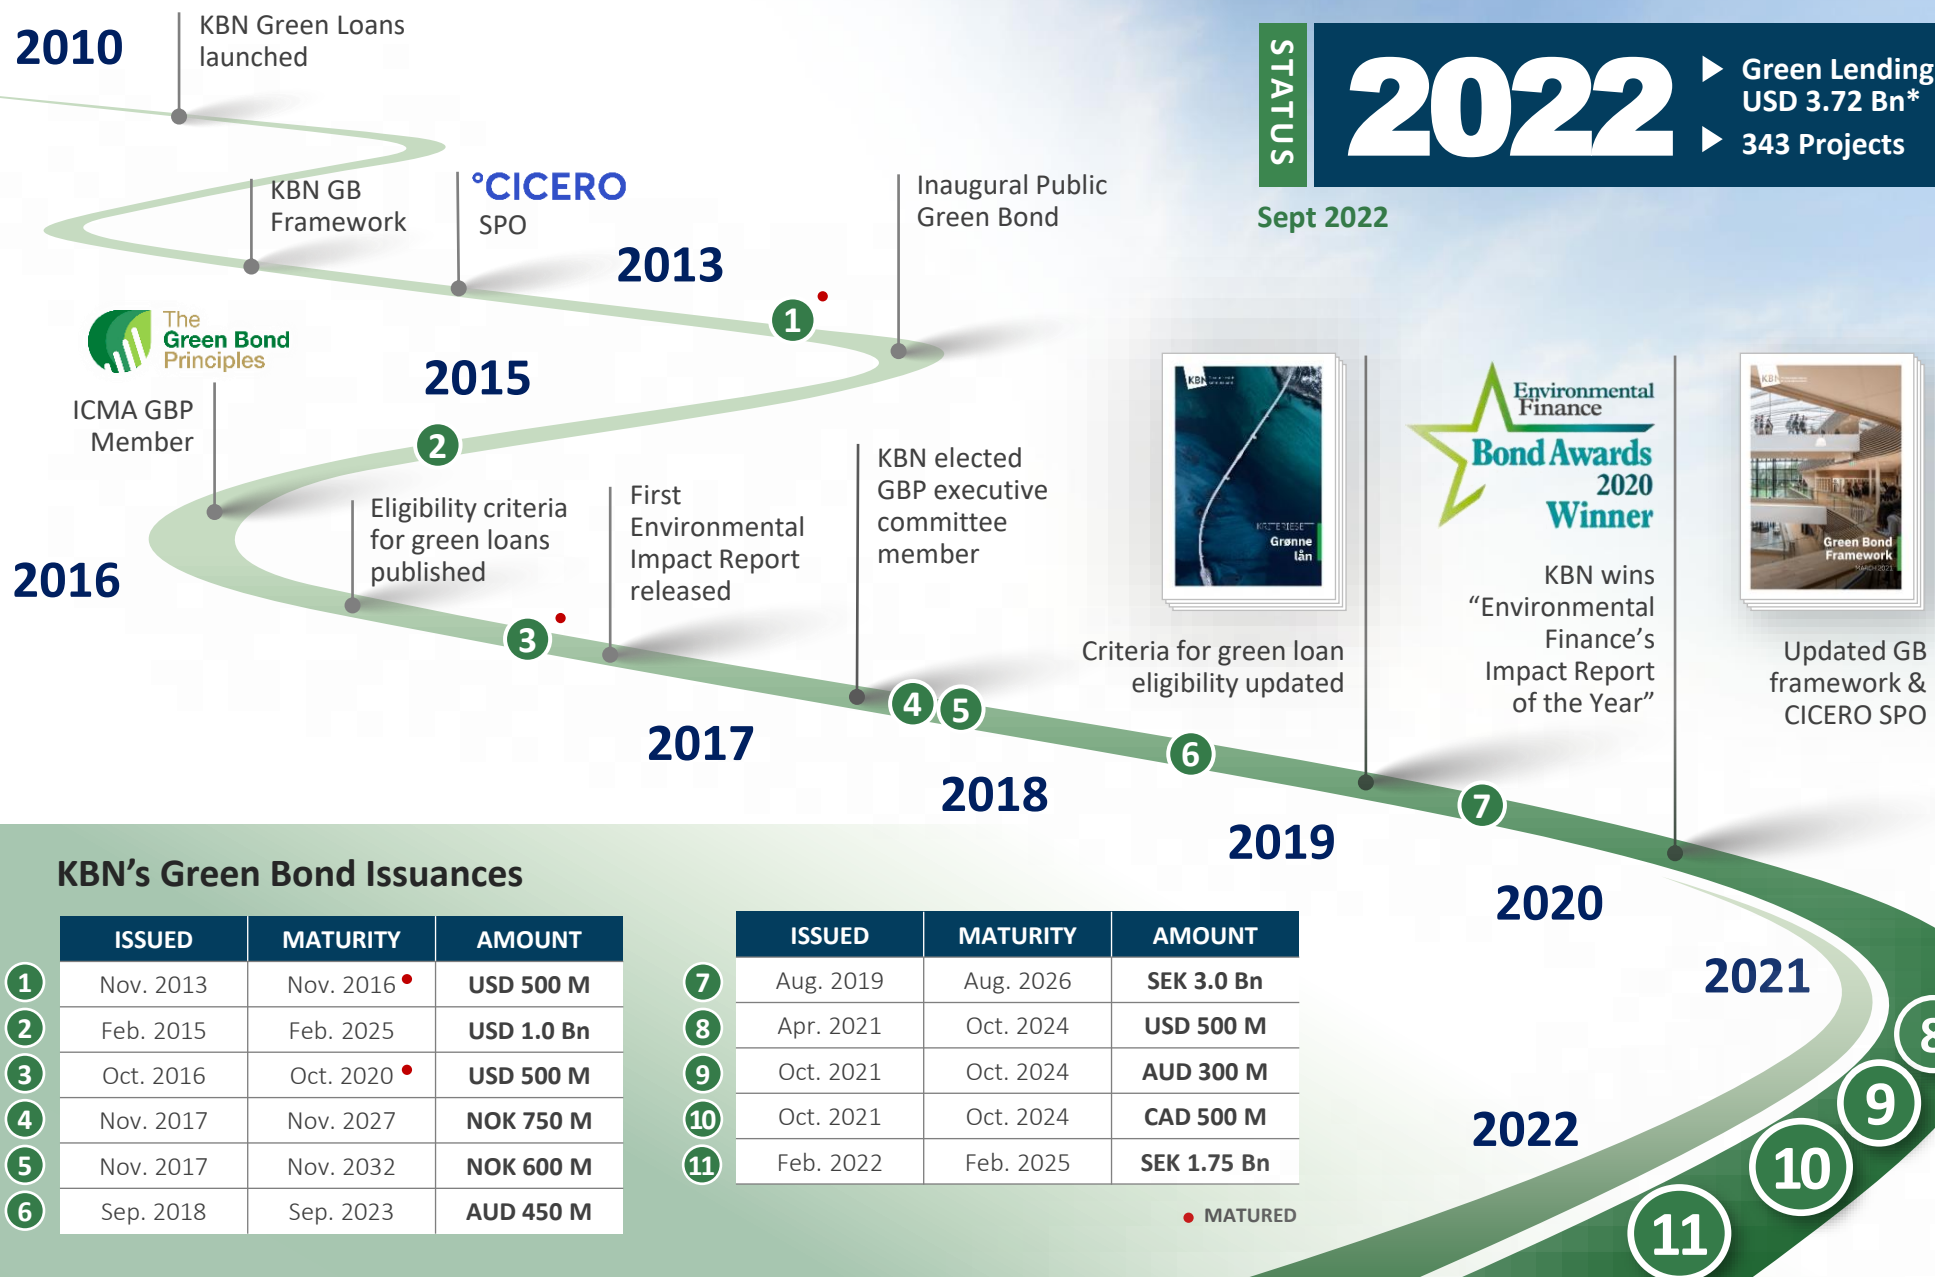 2010
KBN Green Loans
launched
STATUS
2022
Green Lending
USD 3.72 Bn*
343 Projects
Sept 2022
KBN GB
Framework
°CICERO
SPO
2013
Inaugural Public
Green Bond
1
The
Green Bond
Principles
ICMA GBP
Member
2015
2
2016
Eligibility criteria
for green loans
published
3
First
Environmental
Impact Report
released
2017
KBN elected
GBP executive
committee
member
4
5
2018
6
KBN
KRITERIESETT
Grønne
lån
Criteria for green loan
eligibility updated
2019
7
Environmental
Finance
Bond Awards
2020
Winner
KBN wins
“Environmental
Finance’s
Impact Report
of the Year”
2020
KBN
Green Bond
Framework
MARCH 2021
Updated GB
framework &
CICERO SPO
2021
8
9
10
2022
11
KBN’s Green Bond Issuances
ISSUED MATURITY AMOUNT
1 Nov. 2013 Nov. 2016 USD 500 M
2 Feb. 2015 Feb. 2025 USD 1.0 Bn
3 Oct. 2016 Oct. 2020 USD 500 M
4 Nov. 2017 Nov. 2027 NOK 750 M
5 Nov. 2017 Nov. 2032 NOK 600 M
6 Sep. 2018 Sep. 2023 AUD 450 M
ISSUED MATURITY AMOUNT
7 Aug. 2019 Aug. 2026 SEK 3.0 Bn
8 Apr. 2021 Oct. 2024 USD 500 M
9 Oct. 2021 Oct. 2024 AUD 300 M
10 Oct. 2021 Oct. 2024 CAD 500 M
11 Feb. 2022 Feb. 2025 SEK 1.75 Bn
MATURED